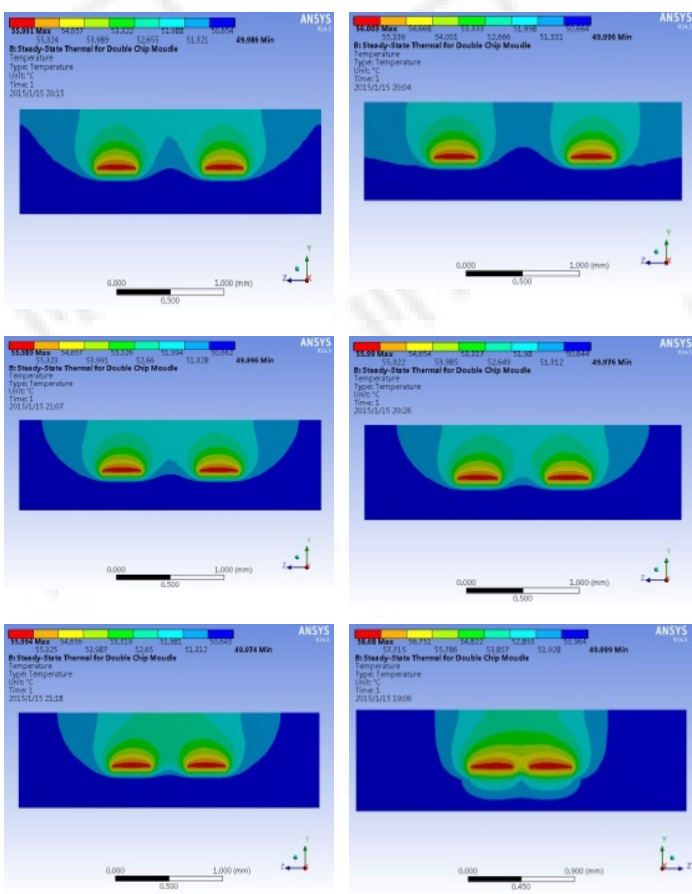 55.991 Max 54.657 53.322 51.988 50.654
55.324 53.989 52.655 51.321 49.986 Min
ANSYS
B: Steady-State Thermal for Double Chip Moudle
Temperature
Type: Temperature
Unit: °C
Time: 1
2015/1/15 20:15
Y
Z X
0.000 1.000 (mm)
0.500
56.003 Max 54.668 53.333 51.998 50.664
55.336 54.001 52.666 51.331 49.996 Min
ANSYS
B: Steady-State Thermal for Double Chip Moudle
Temperature
Type: Temperature
Unit: °C
Time: 1
2015/1/15 20:04
Y
Z X
0.000 1.000 (mm)
0.500
55.989 Max 54.657 53.326 51.994 50.662
55.323 53.991 52.66 51.328 49.996 Min
ANSYS
B: Steady-State Thermal for Double Chip Moudle
Temperature
Type: Temperature
Unit: °C
Time: 1
2015/1/15 21:07
Y
Z X
0.000 1.000 (mm)
0.500
55.99 Max 54.654 53.317 51.98 50.644
55.322 53.985 52.649 51.312 49.976 Min
ANSYS
B: Steady-State Thermal for Double Chip Moudle
Temperature
Type: Temperature
Unit: °C
Time: 1
2015/1/15 20:26
Y
Z X
0.000 1.000 (mm)
0.500
55.994 Max 54.656 53.319 51.981 50.643
55.325 53.987 52.65 51.312 49.974 Min
ANSYS
B: Steady-State Thermal for Double Chip Moudle
Temperature
Type: Temperature
Unit: °C
Time: 1
2015/1/15 21:18
Y
Z X
0.000 1.000 (mm)
0.500
58.68 Max 56.751 54.822 52.893 50.964
57.715 55.786 53.857 51.928 49.999 Min
ANSYS
B: Steady-State Thermal for Double Chip Moudle
Temperature
Type: Temperature
Unit: °C
Time: 1
2015/1/15 19:06
Y
X Z
0.000 0.900 (mm)
0.450